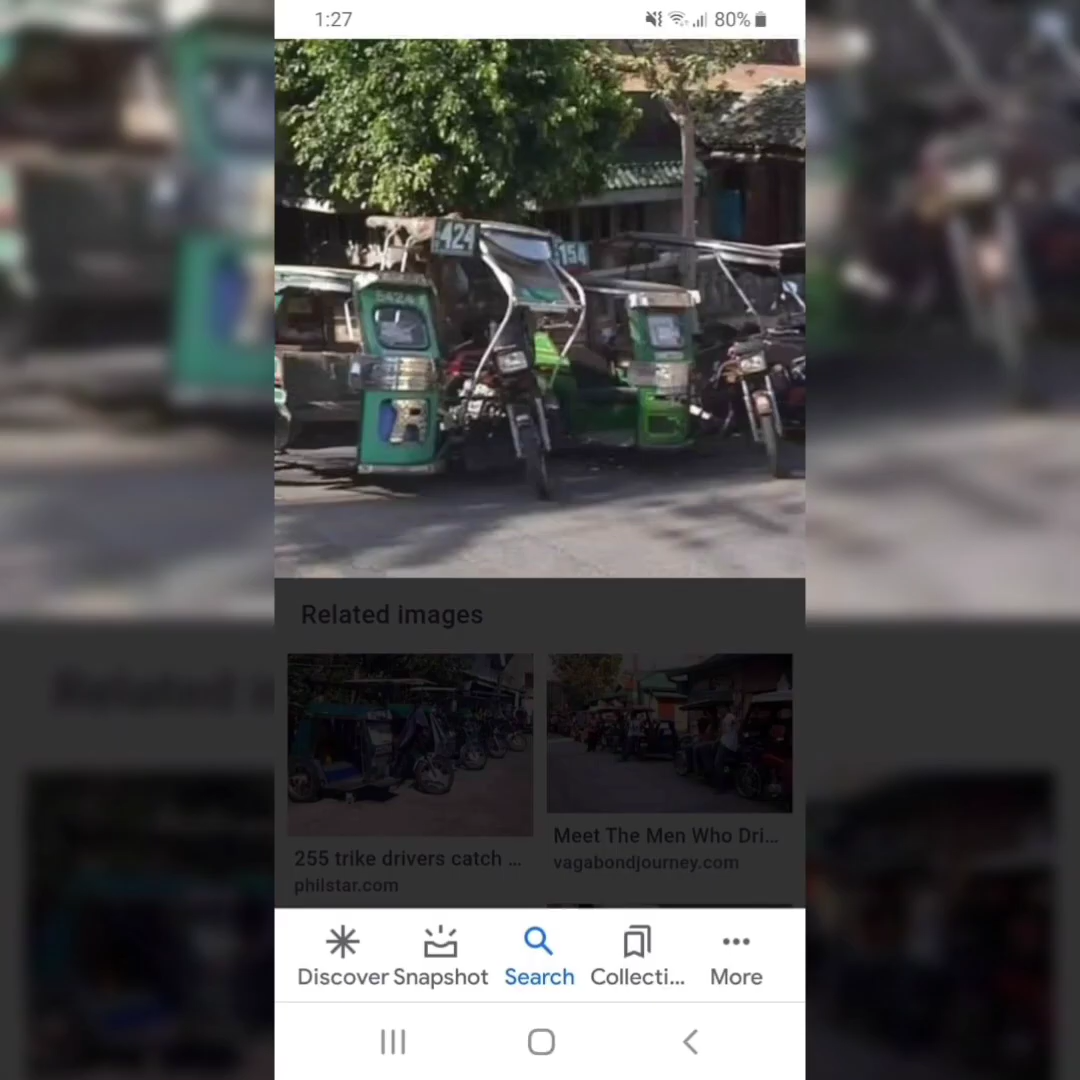 1:27
80%
424
154
5424
Related images
255 trike drivers catch ...
philstar.com
Meet The Men Who Dri...
vagabondjourney.com
Discover
Snapshot
Search
Collecti...
More